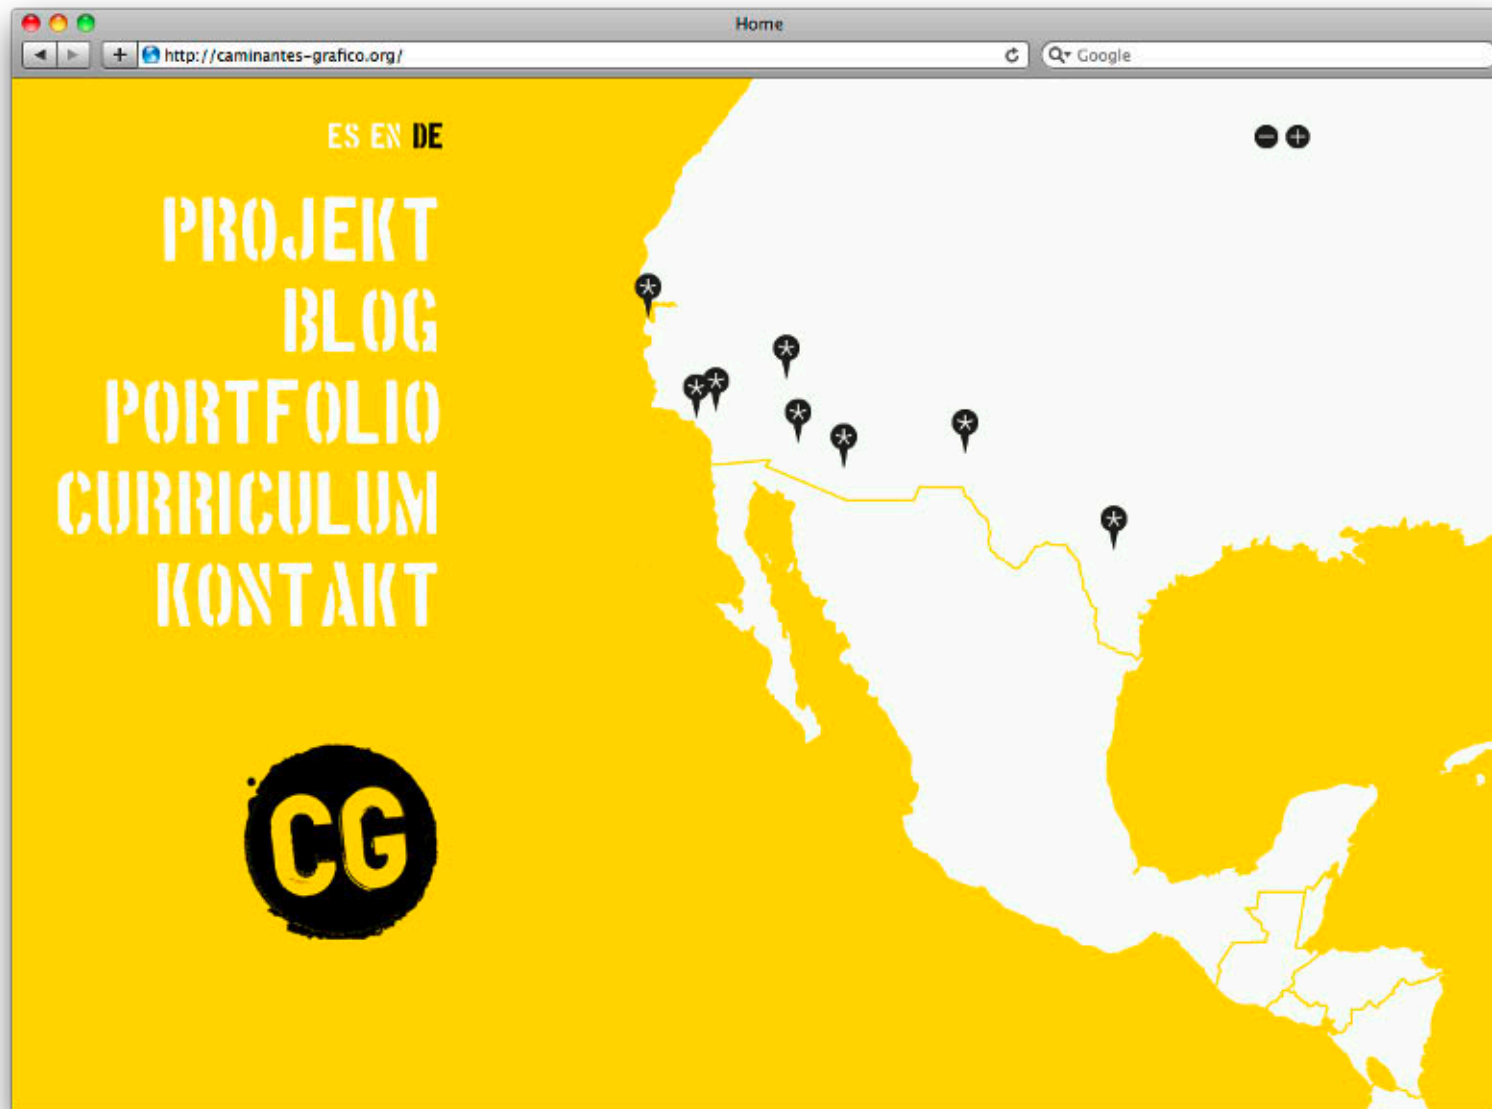 Home
http://caminantes-grafico.org/
Google
ES EN DE
PROJEKT
BLOG
PORTFOLIO
CURRICULUM
KONTAKT
CG